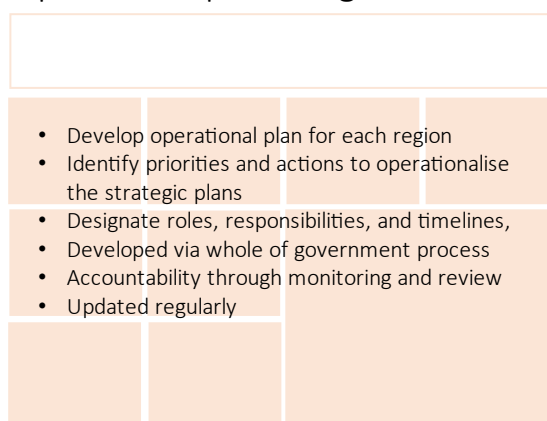 • Develop operational plan for each region
• Identify priorities and actions to operationalise
the strategic plans
• Designate roles, responsibilities, and timelines,
• Developed via whole of government process
• Accountability through monitoring and review
• Updated regularly